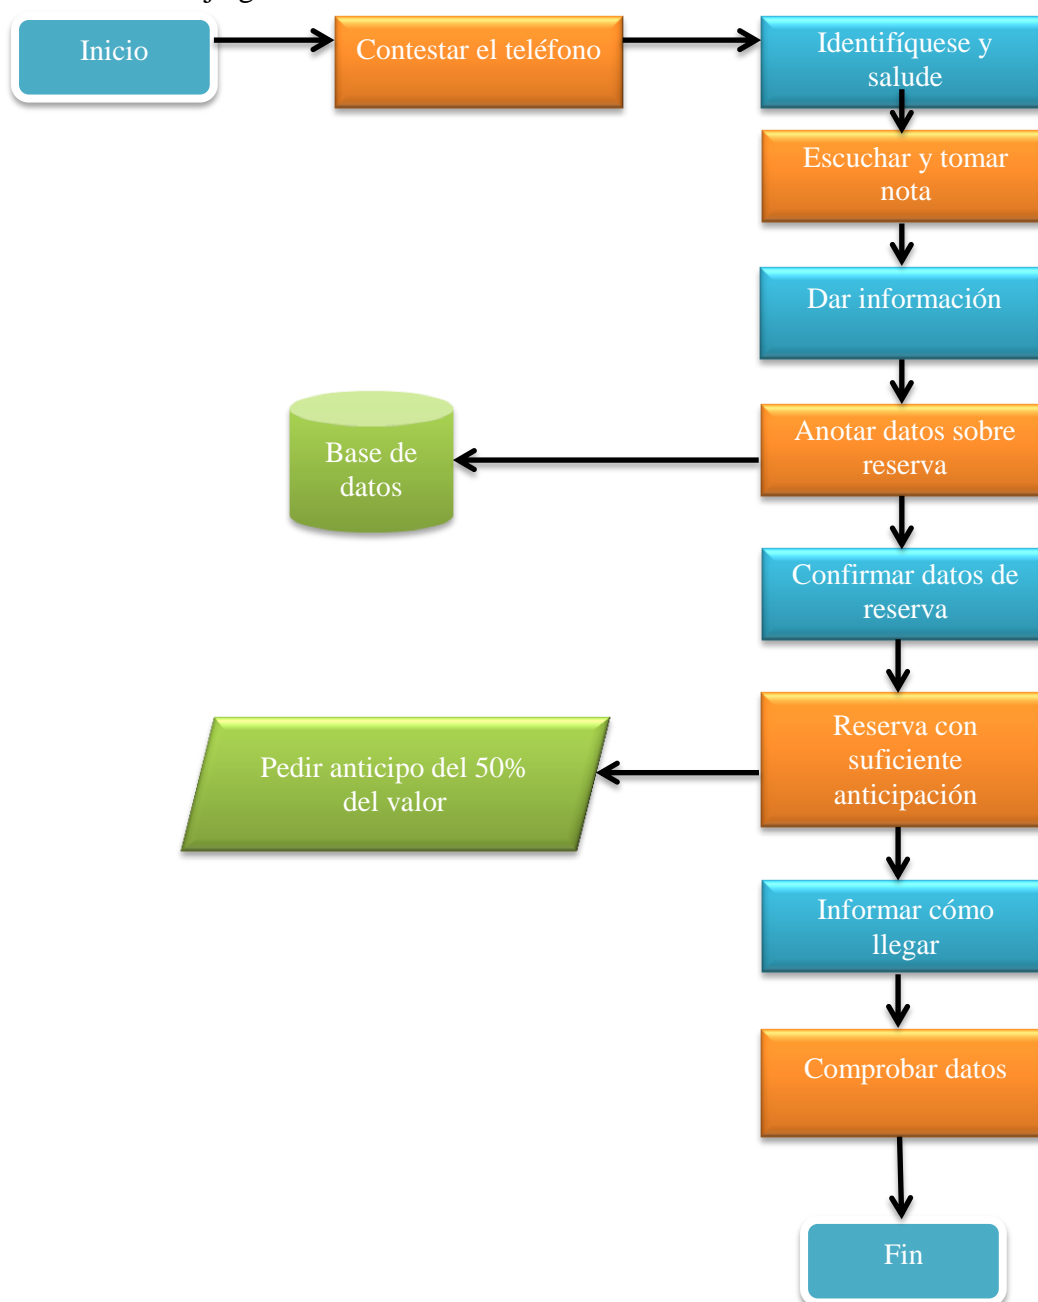 Inicio
Contestar el teléfono
Identifíquese y
salude
Escuchar y tomar
nota
Dar información
Anotar datos sobre
reserva
Base de
datos
Confirmar datos de
reserva
Reserva con
suficiente
anticipación
Pedir anticipo del 50%
del valor
Informar cómo
llegar
Comprobar datos
Fin